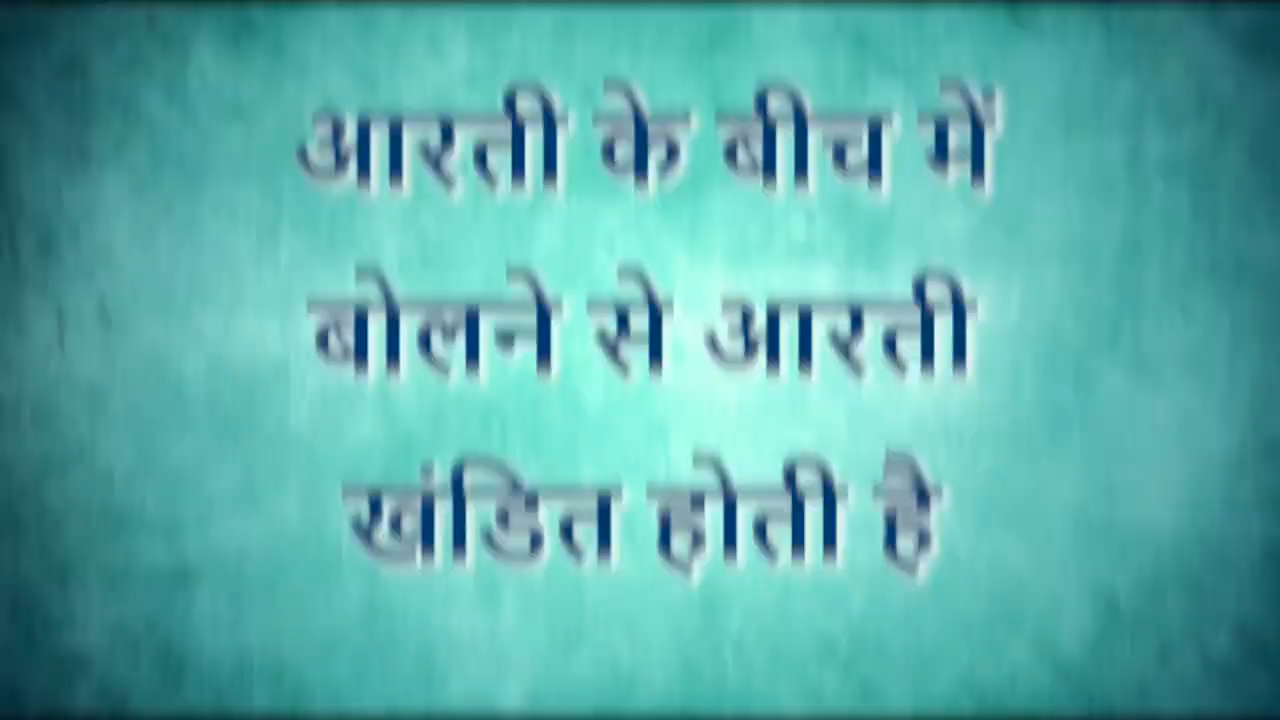 आरती के बीच में
बोलने से आरती
खंडित होती है